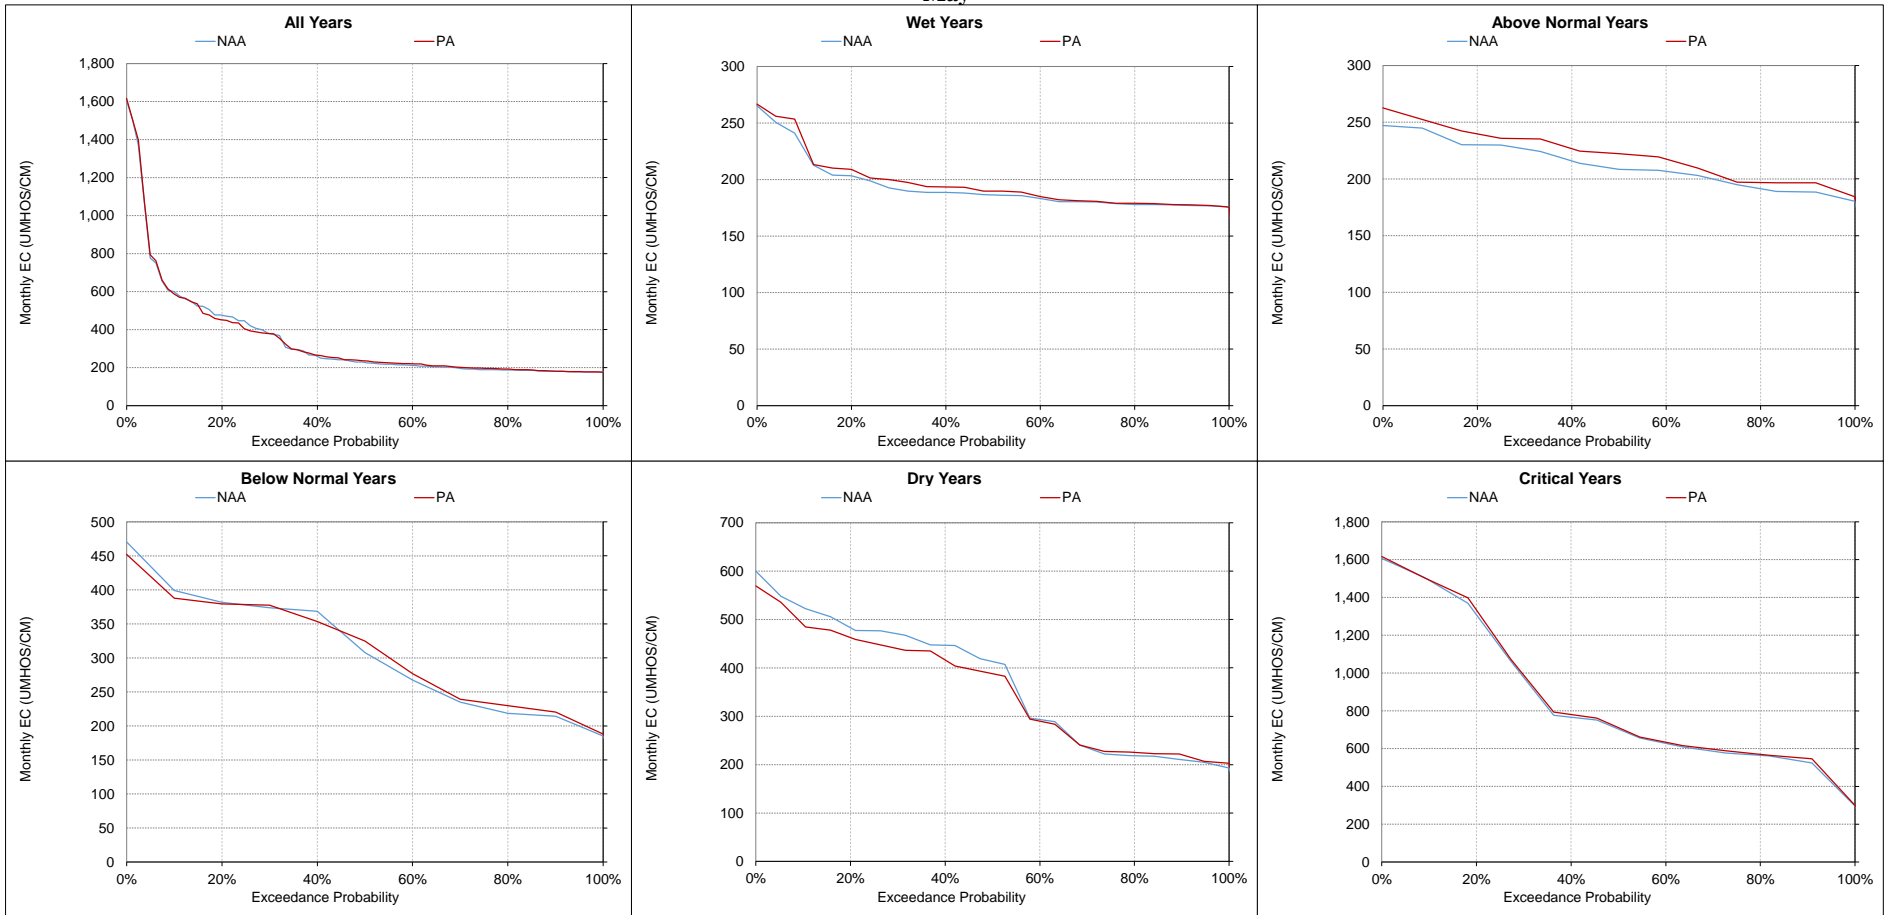 May
All Years
NAA PA
Monthly EC (UMHOS/CM)
1,800
1,600
1,400
1,200
1,000
800
600
400
200
0
0% 20% 40% 60% 80% 100%
Exceedance Probability
Wet Years
NAA PA
Monthly EC (UMHOS/CM)
300
250
200
150
100
50
0
0% 20% 40% 60% 80% 100%
Exceedance Probability
Above Normal Years
NAA PA
Monthly EC (UMHOS/CM)
300
250
200
150
100
50
0
0% 20% 40% 60% 80% 100%
Exceedance Probability
Below Normal Years
NAA PA
Monthly EC (UMHOS/CM)
500
450
400
350
300
250
200
150
100
50
0
0% 20% 40% 60% 80% 100%
Exceedance Probability
Dry Years
NAA PA
Monthly EC (UMHOS/CM)
700
600
500
400
300
200
100
0
0% 20% 40% 60% 80% 100%
Exceedance Probability
Critical Years
NAA PA
Monthly EC (UMHOS/CM)
1,800
1,600
1,400
1,200
1,000
800
600
400
200
0
0% 20% 40% 60% 80% 100%
Exceedance Probability